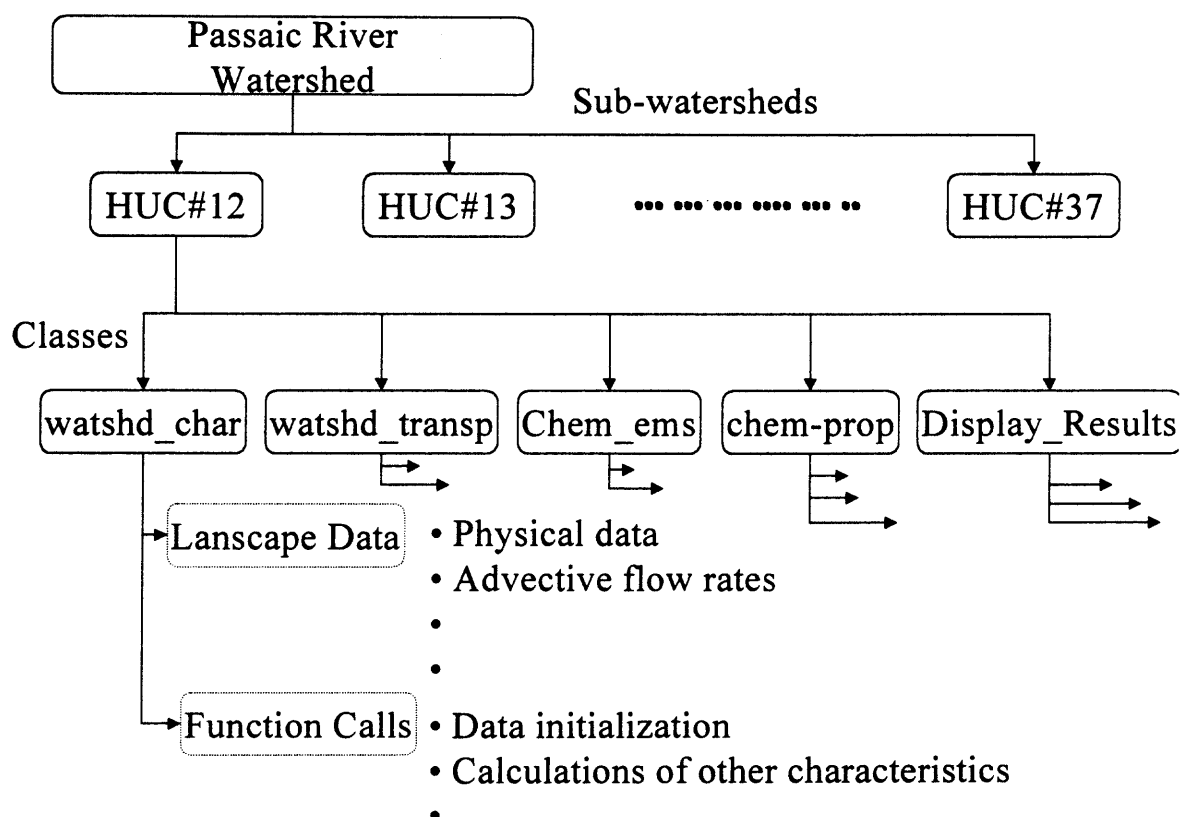 Passaic River
Watershed
Sub-watersheds
HUC#12
HUC#13
••• ••• ••• •••• ••• ••
HUC#37
Classes
watshd_char
watshd_transp
Chem_ems
chem-prop
Display_Results
Lanscape Data
• Physical data
• Advective flow rates
•
•
Function Calls
• Data initialization
• Calculations of other characteristics
•